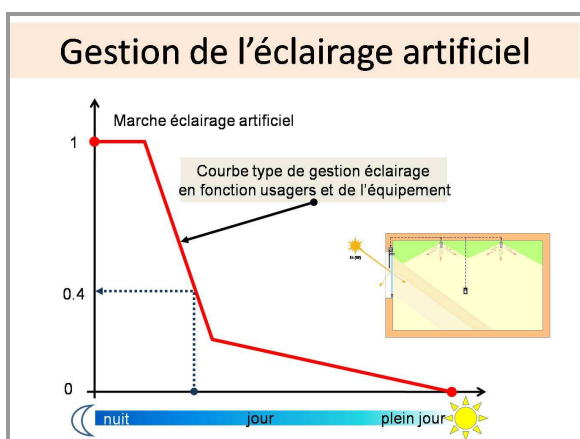 Gestion de l'éclairage artificiel
Marche éclairage artificiel
1
Courbe type de gestion éclairage
en fonction usagers et de l'équipement
0.4
0
nuit jour plein jour